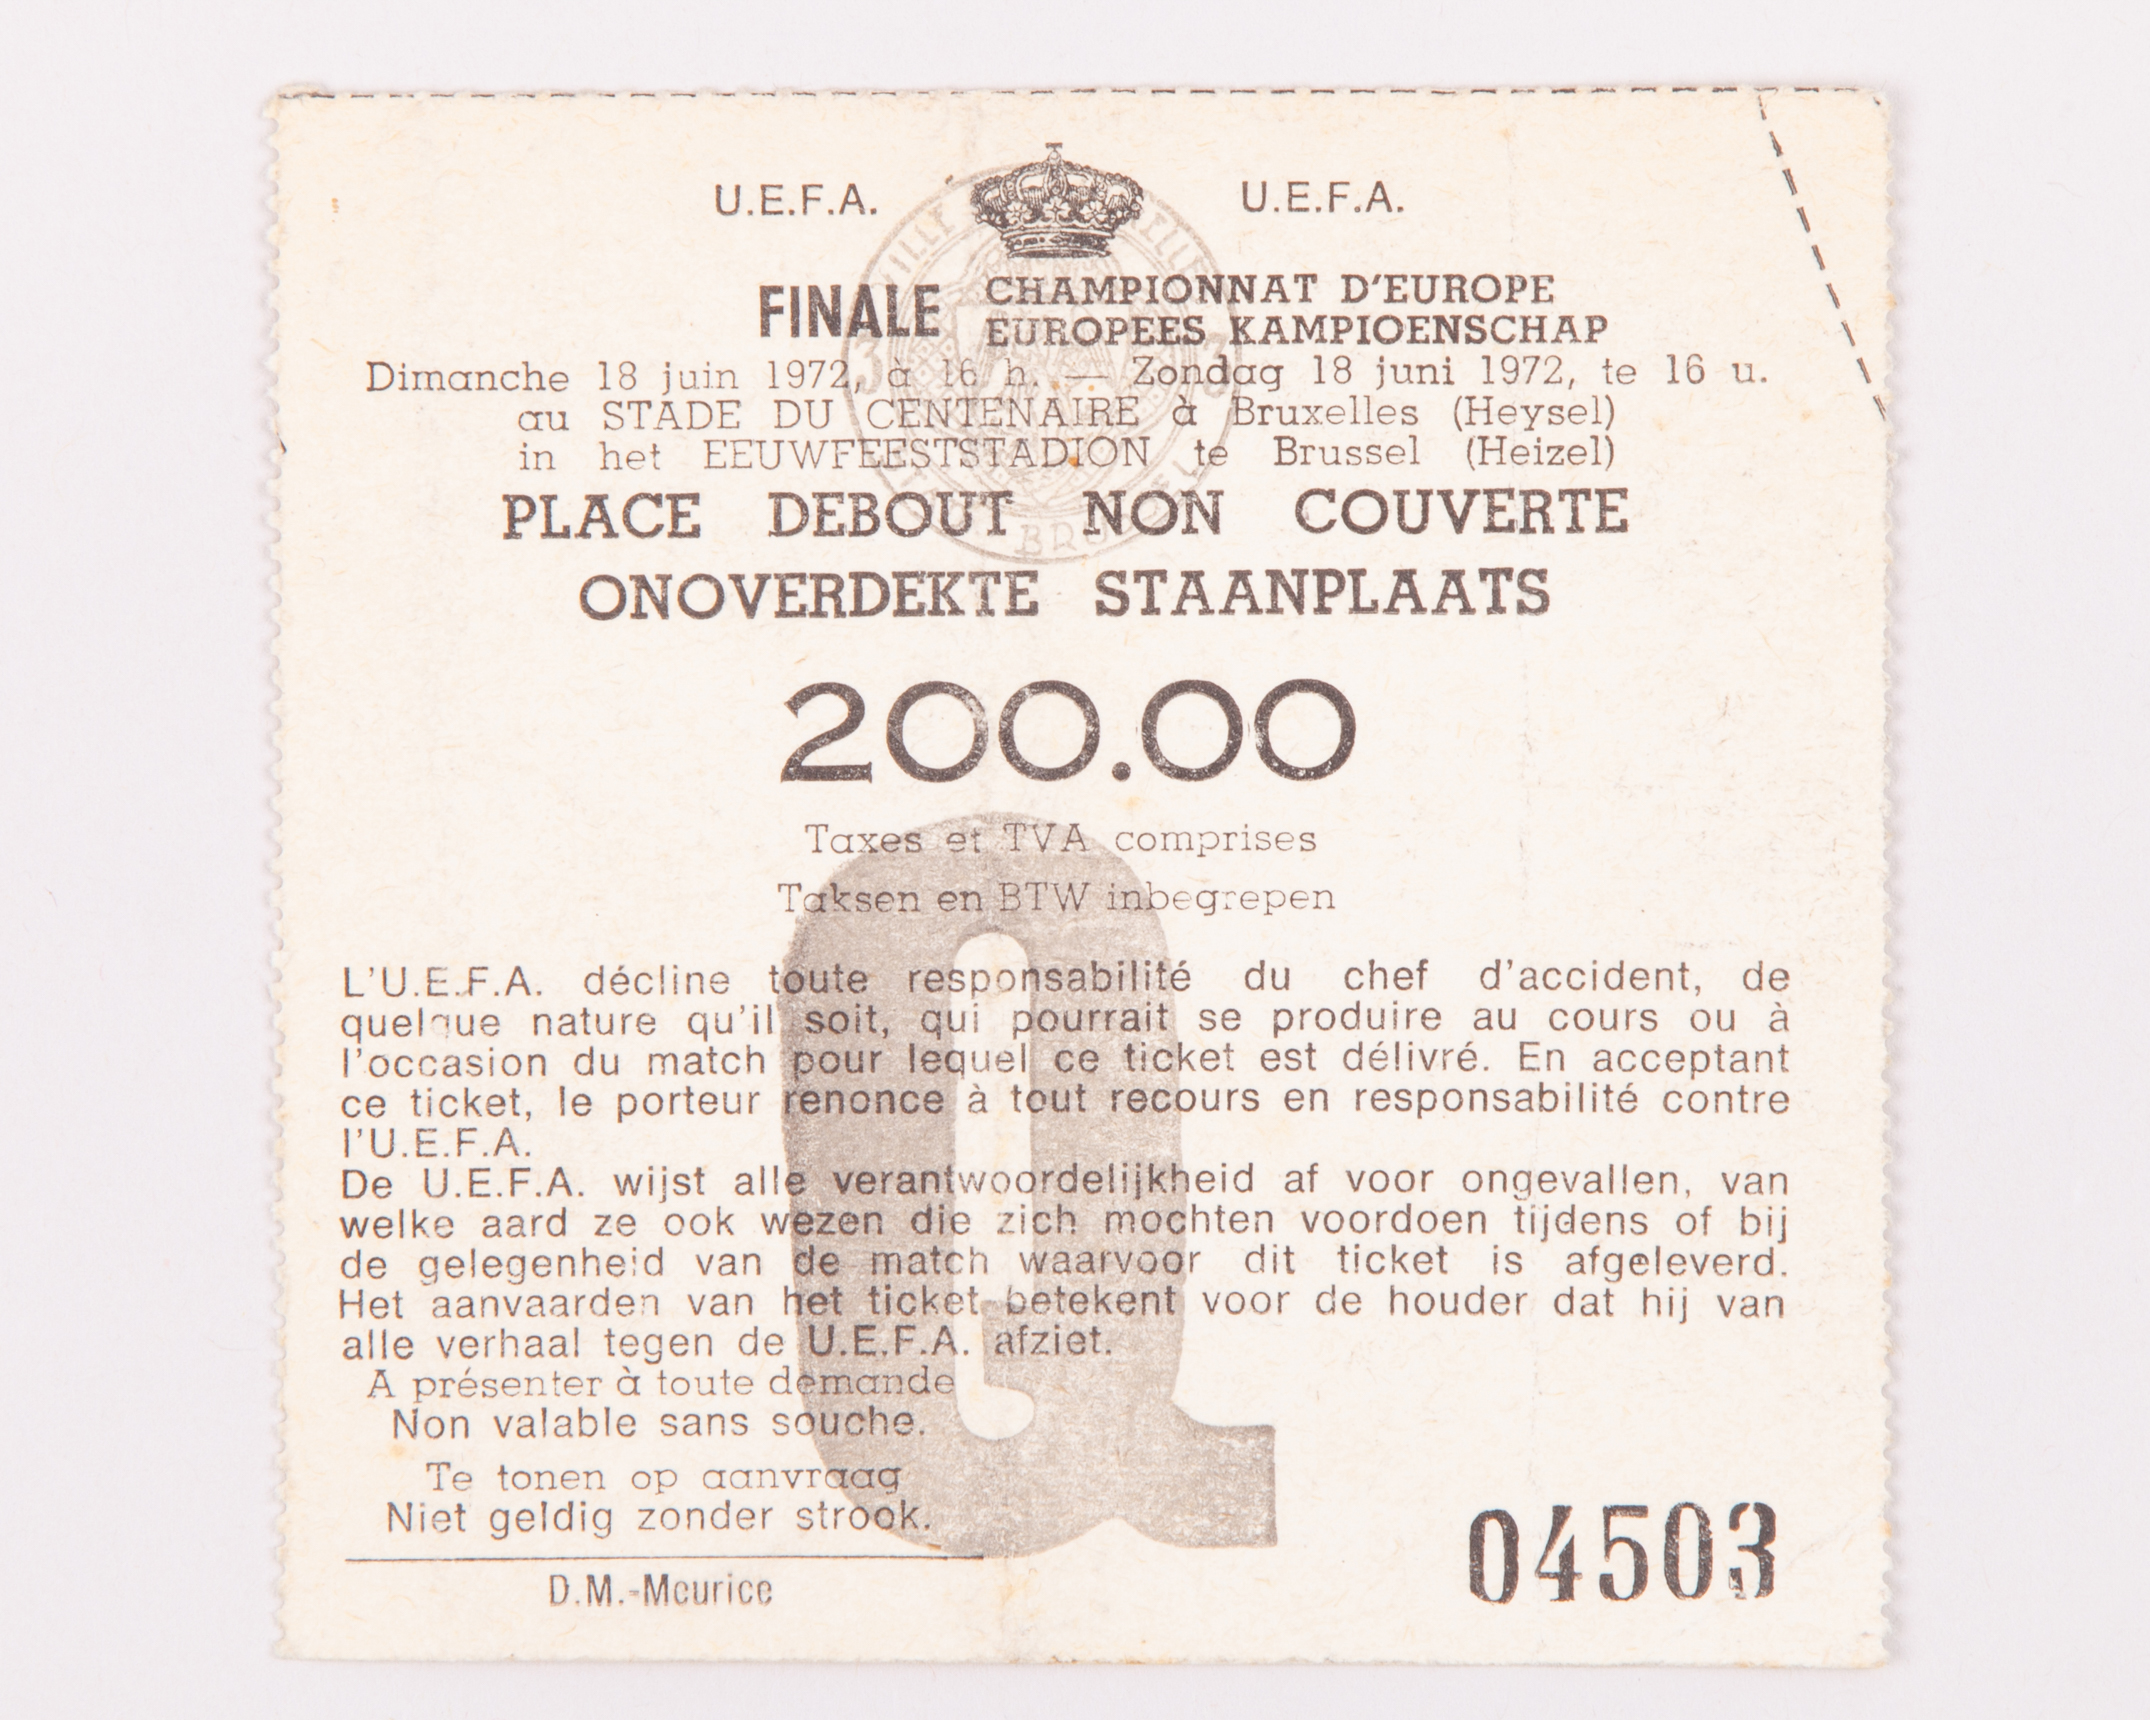 U.E.F.A. U.E.F.A.
FINALE CHAMPIONNAT D'EUROPE
EUROPEES KAMPIOENSCHAP
Dimanche 18 juin 1972, à 16 h. — Zondag 18 juni 1972, te 16 u.
au STADE DU CENTENAIRE à Bruxelles (Heysel)
in het EEUWFEESTSTADION te Brussel (Heizel)
PLACE DEBOUT NON COUVERTE
ONOVERDEKTE STAANPLAATS
200.00
Taxes et TVA comprises
Taksen en BTW inbegrepen
L'U.E.F.A. décline toute responsabilité du chef d'accident, de
quelque nature qu'il soit, qui pourrait se produire au cours ou à
l'occasion du match pour lequel ce ticket est délivré. En acceptant
ce ticket, le porteur renonce à tout recours en responsabilité contre
l'U.E.F.A.
De U.E.F.A. wijst alle verantwoordelijkheid af voor ongevallen, van
welke aard ze ook wezen die zich mochten voordoen tijdens of bij
de gelegenheid van de match waarvoor dit ticket is afgeleverd.
Het aanvaarden van het ticket betekent voor de houder dat hij van
alle verhaal tegen de U.E.F.A. afziet.
A présenter à toute demande
Non valable sans souche.
Te tonen op aanvraag
Niet geldig zonder strook.
D.M.-Meurice
Q
04503